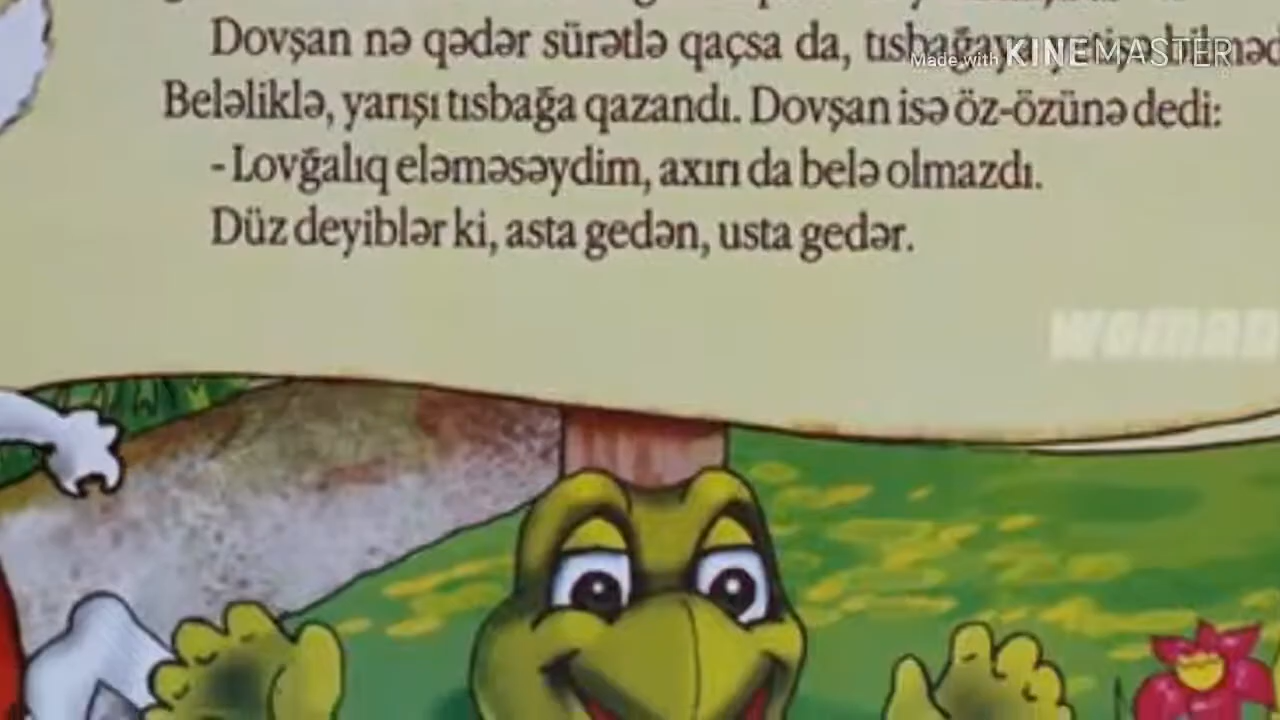 Dovşan nə qədər sürətlə qaçsa da, tısbağaya
Made with KINEMASTER
Beləliklə, yarışı tısbağa qazandı. Dovşan isə öz-özünə dedi:
- Lovğalıq eləməsəydim, axırı da belə olmazdı.
Düz deyiblər ki, asta gedən, usta gedər.
woman